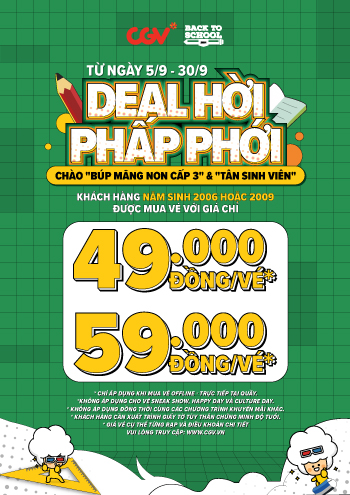 CGV
BACK TO
SCHOOL
TỪ NGÀY 5/9 - 30/9
DEAL HỜI
PHẤP PHỚI
CHÀO "BÚP MĂNG NON CẤP 3" & "TÂN SINH VIÊN"
KHÁCH HÀNG NĂM SINH 2006 HOẶC 2009
ĐƯỢC MUA VÉ VỚI GIÁ CHỈ
49.000
ĐỒNG/VÉ*
59.000
ĐỒNG/VÉ*
* CHỈ ÁP DỤNG KHI MUA VÉ OFFLINE - TRỰC TIẾP TẠI QUẦY.
*KHÔNG ÁP DỤNG CHO VÉ SNEAK SHOW, HAPPY DAY VÀ CULTURE DAY.
* KHÔNG ÁP DỤNG ĐỒNG THỜI CÙNG CÁC CHƯƠNG TRÌNH KHUYẾN MÃI KHÁC.
* KHÁCH HÀNG CẦN XUẤT TRÌNH GIẤY TỜ TÙY THÂN CHỨNG MINH ĐỘ TUỔI.
* GIÁ VÉ CỤ THỂ TỪNG RẠP VÀ ĐIỀU KHOẢN CHI TIẾT
VUI LÒNG TRUY CẬP: WWW.CGV.VN